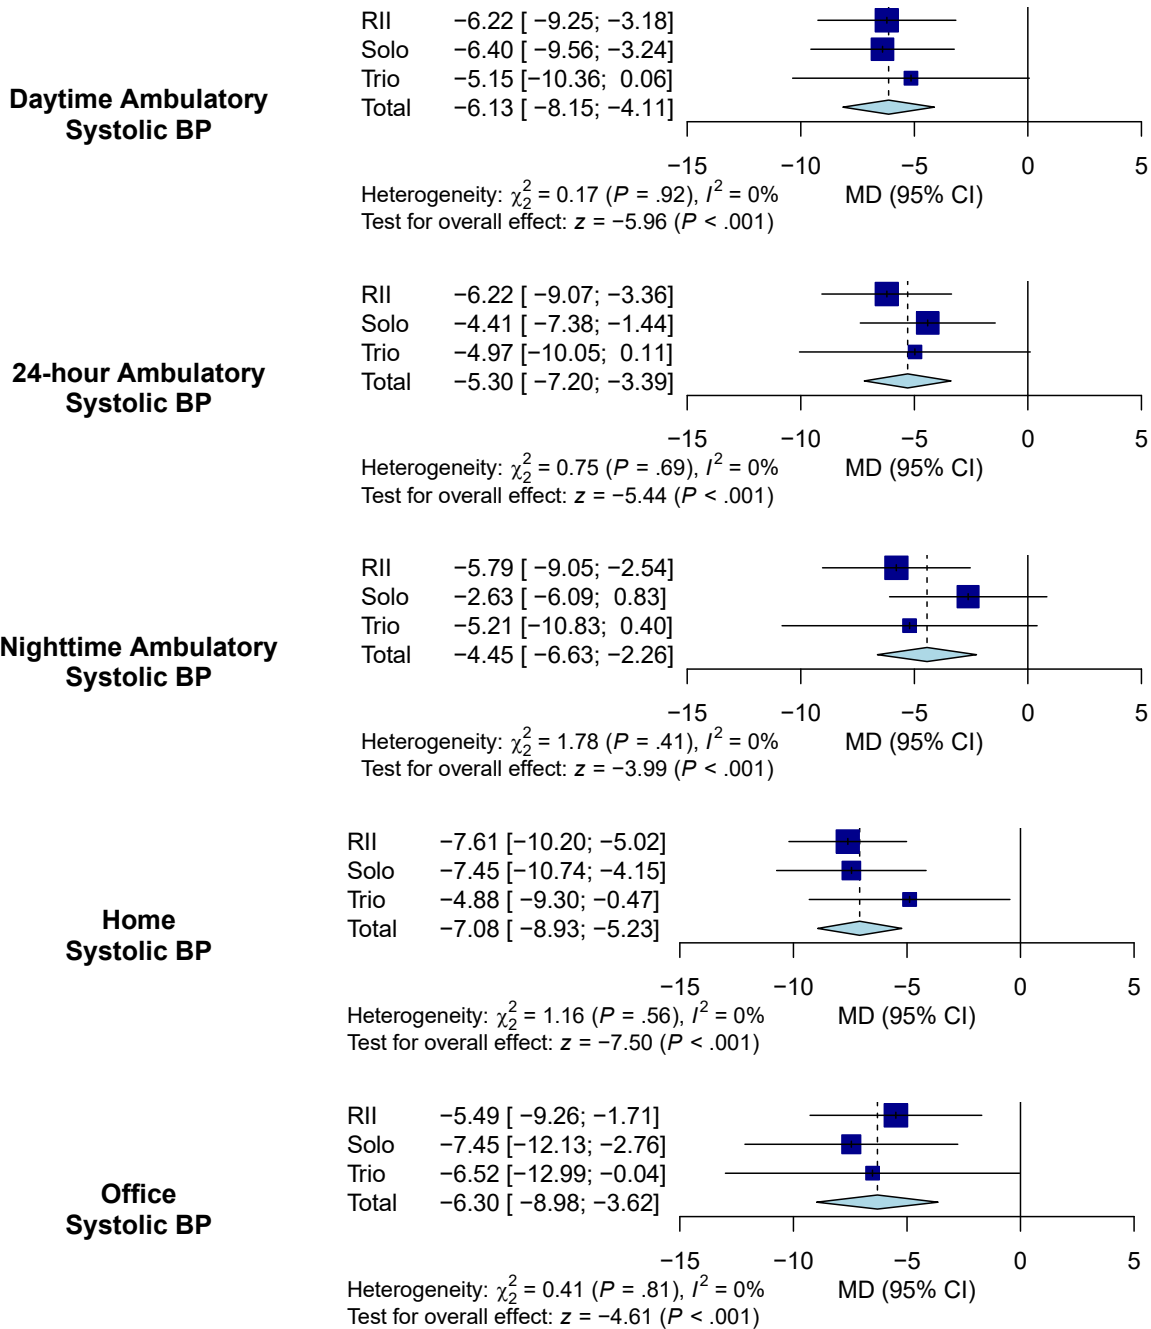 RII −6.22 [ −9.25; −3.18]
Solo −6.40 [ −9.56; −3.24]
Trio −5.15 [−10.36; 0.06]
Total −6.13 [ −8.15; −4.11]
Daytime Ambulatory
Systolic BP
−15 −10 −5 0 5
Heterogeneity: χ²₂ = 0.17 (P = .92), I² = 0% MD (95% CI)
Test for overall effect: z = −5.96 (P < .001)
RII −6.22 [ −9.07; −3.36]
Solo −4.41 [ −7.38; −1.44]
Trio −4.97 [−10.05; 0.11]
Total −5.30 [ −7.20; −3.39]
24-hour Ambulatory
Systolic BP
−15 −10 −5 0 5
Heterogeneity: χ²₂ = 0.75 (P = .69), I² = 0% MD (95% CI)
Test for overall effect: z = −5.44 (P < .001)
RII −5.79 [ −9.05; −2.54]
Solo −2.63 [ −6.09; 0.83]
Trio −5.21 [−10.83; 0.40]
Total −4.45 [ −6.63; −2.26]
Nighttime Ambulatory
Systolic BP
−15 −10 −5 0 5
Heterogeneity: χ²₂ = 1.78 (P = .41), I² = 0% MD (95% CI)
Test for overall effect: z = −3.99 (P < .001)
RII −7.61 [−10.20; −5.02]
Solo −7.45 [−10.74; −4.15]
Trio −4.88 [ −9.30; −0.47]
Total −7.08 [ −8.93; −5.23]
Home
Systolic BP
−15 −10 −5 0 5
Heterogeneity: χ²₂ = 1.16 (P = .56), I² = 0% MD (95% CI)
Test for overall effect: z = −7.50 (P < .001)
RII −5.49 [ −9.26; −1.71]
Solo −7.45 [−12.13; −2.76]
Trio −6.52 [−12.99; −0.04]
Total −6.30 [ −8.98; −3.62]
Office
Systolic BP
−15 −10 −5 0 5
Heterogeneity: χ²₂ = 0.41 (P = .81), I² = 0% MD (95% CI)
Test for overall effect: z = −4.61 (P < .001)